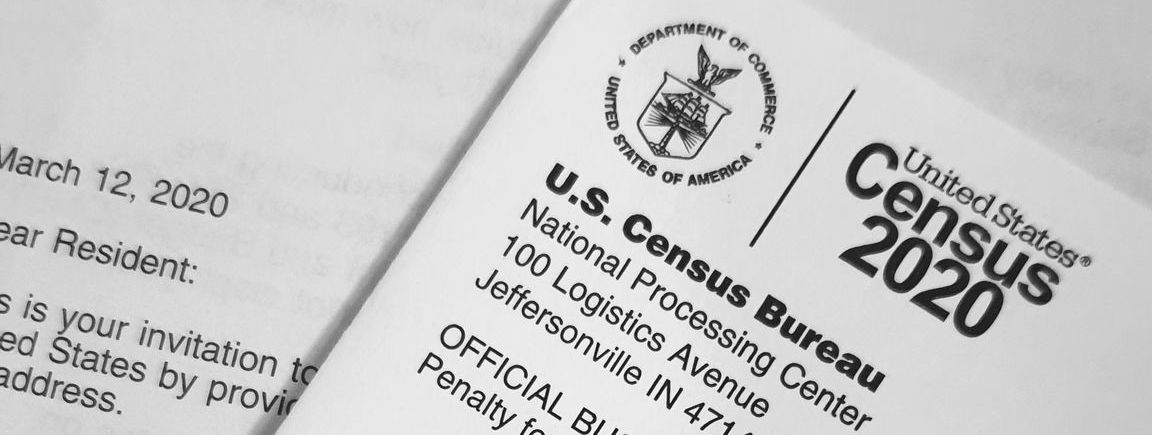 March 12, 2020
ear Resident:
s is your invitation to
ed States by provi
address.
DEPARTMENT OF COMMERCE
UNITED STATES OF AMERICA
United States®
Census
2020
U.S. Census Bureau
National Processing Center
100 Logistics Avenue
Jeffersonville IN 471
OFFICIAL BU
Penalty fo